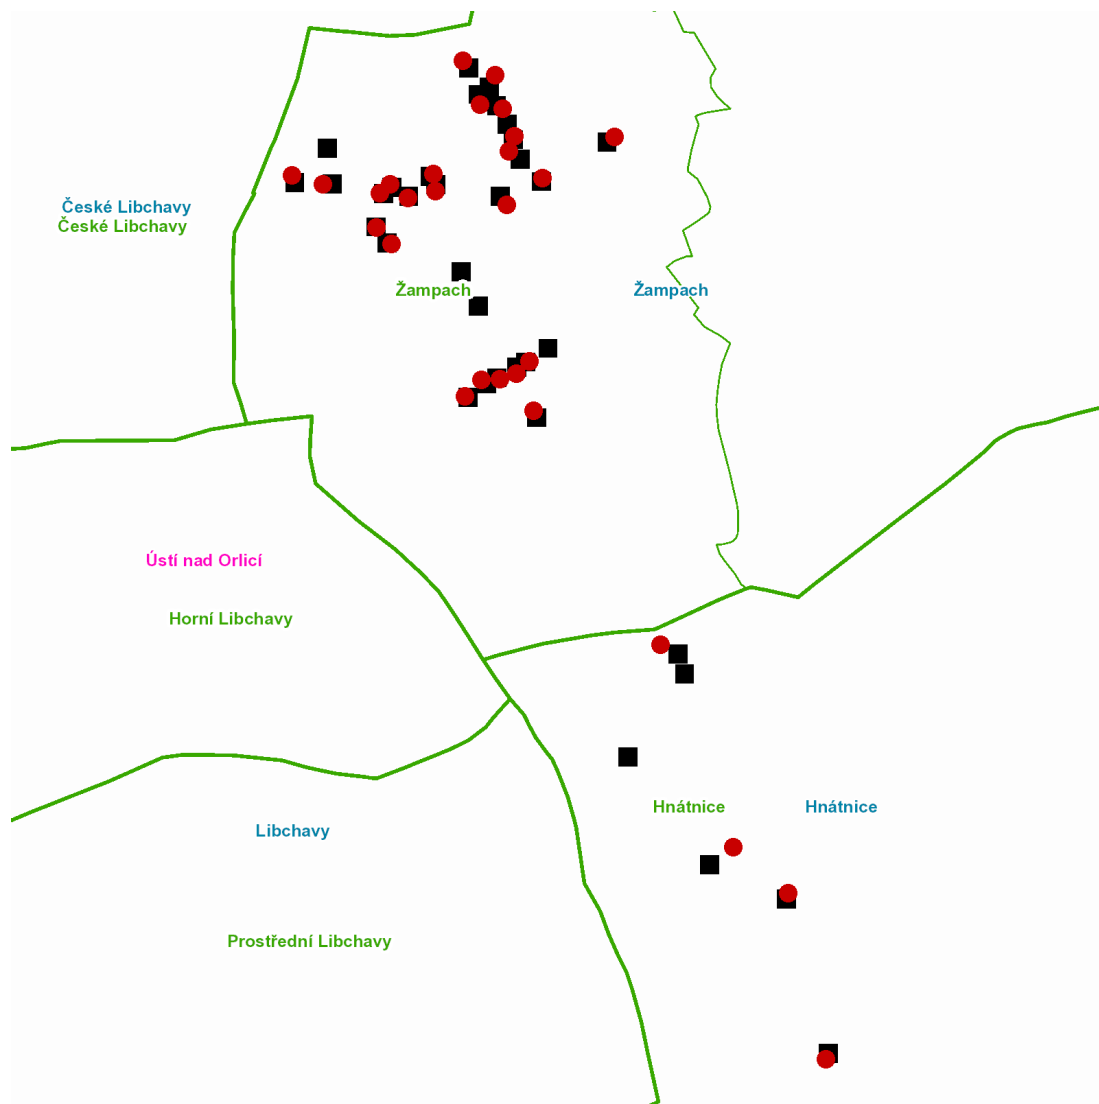 České Libchavy
České Libchavy
Žampach
Žampach
Ústí nad Orlicí
Horní Libchavy
Hnátnice
Hnátnice
Libchavy
Prostřední Libchavy